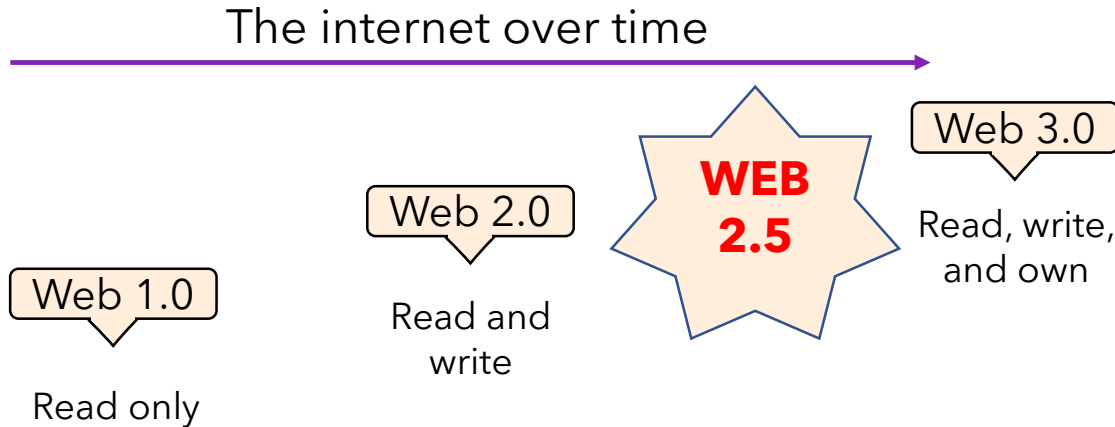 The internet over time
Web 1.0
Read only
Web 2.0
Read and
write
WEB
2.5
Web 3.0
Read, write,
and own